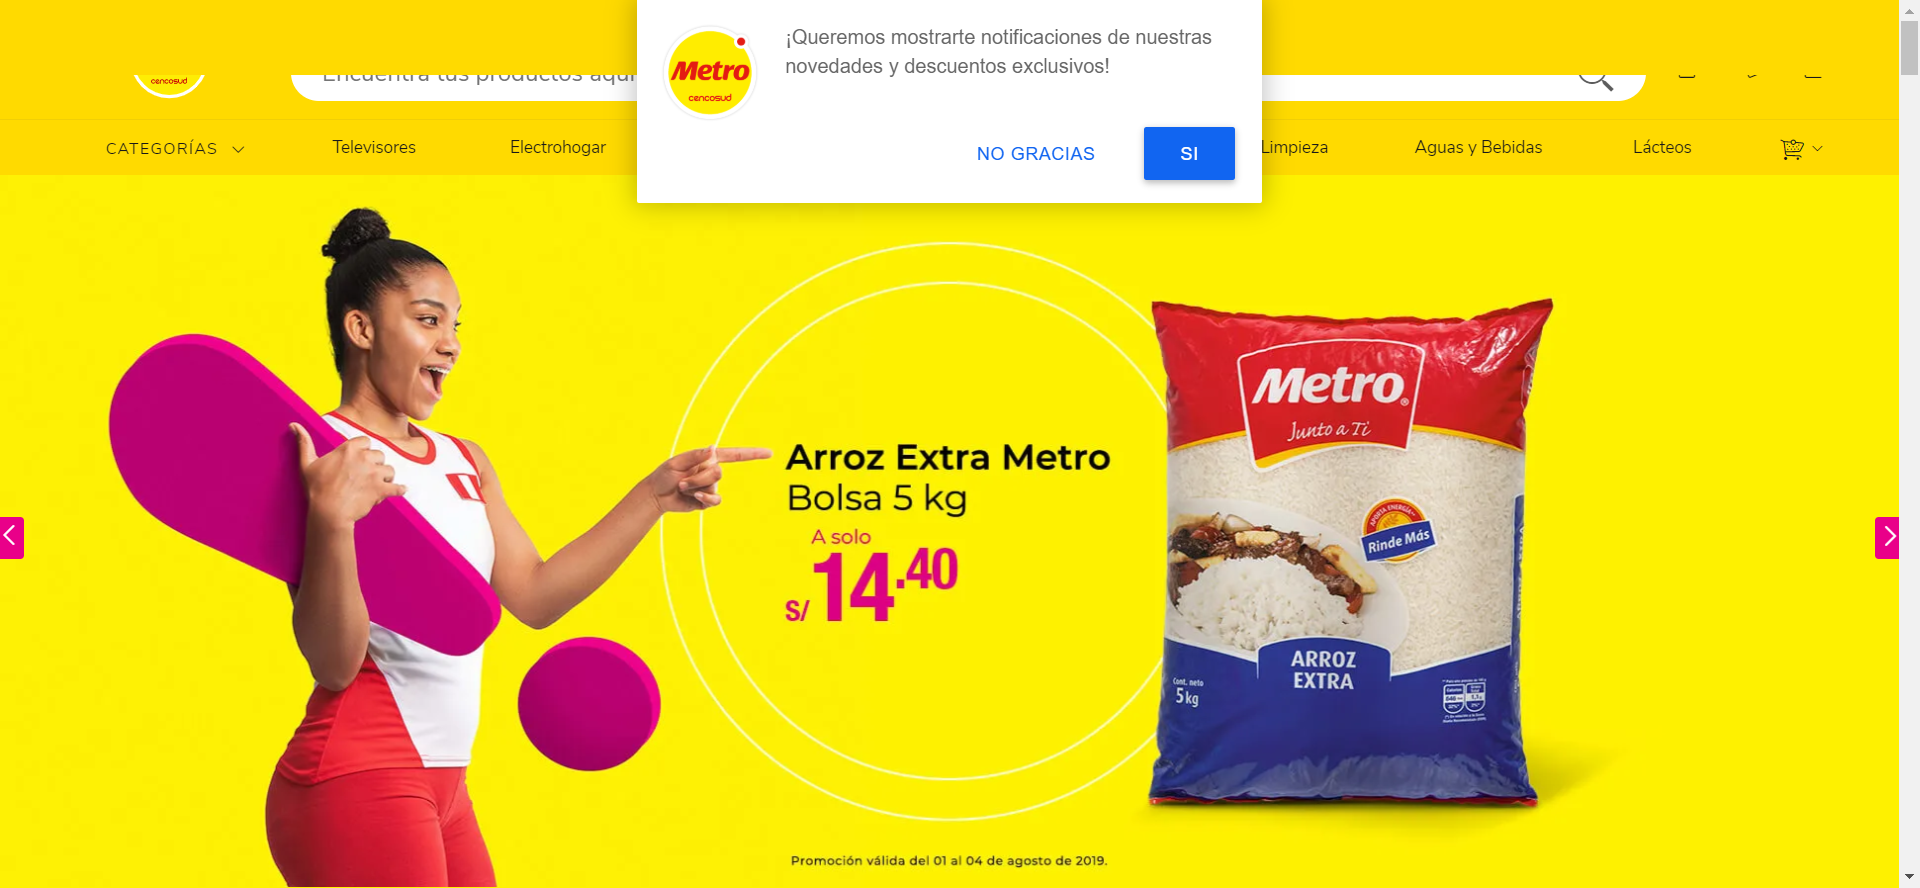 ¡Queremos mostrarte notificaciones de nuestras
novedades y descuentos exclusivos!
Metro
cencosud
NO GRACIAS
SI
cencosud
Encuentra tus productos aquí
CATEGORÍAS
Televisores
Electrohogar
Limpieza
Aguas y Bebidas
Lácteos
Arroz Extra Metro
Bolsa 5 kg
A solo
S/ 14.40
Metro®
Junto a Ti
APORTA ENERGÍA
Rinde Más
ARROZ
EXTRA
Cont. neto
5 kg
Promoción válida del 01 al 04 de agosto de 2019.